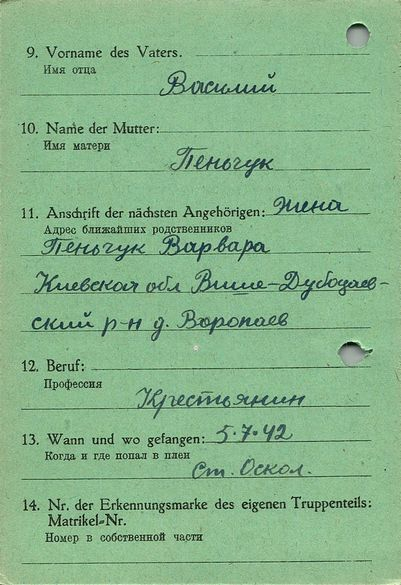 9. Vorname des Vaters.
Имя отца
Василий
10. Name der Mutter:
Имя матери
Пеньчук
11. Anschrift der nächsten Angehörigen: жена
Адрес ближайших родственников
Пеньчук Варвара
Киевская обл Више-Дубодаев-
ский р-н д. Воропаев
12. Beruf:
Профессия
Крестьянин
13. Wann und wo gefangen: 5.7.42
Когда и где попал в плен
Ст. Оскол.
14. Nr. der Erkennungsmarke des eigenen Truppenteils:
Matrikel-Nr.
Номер в собственной части